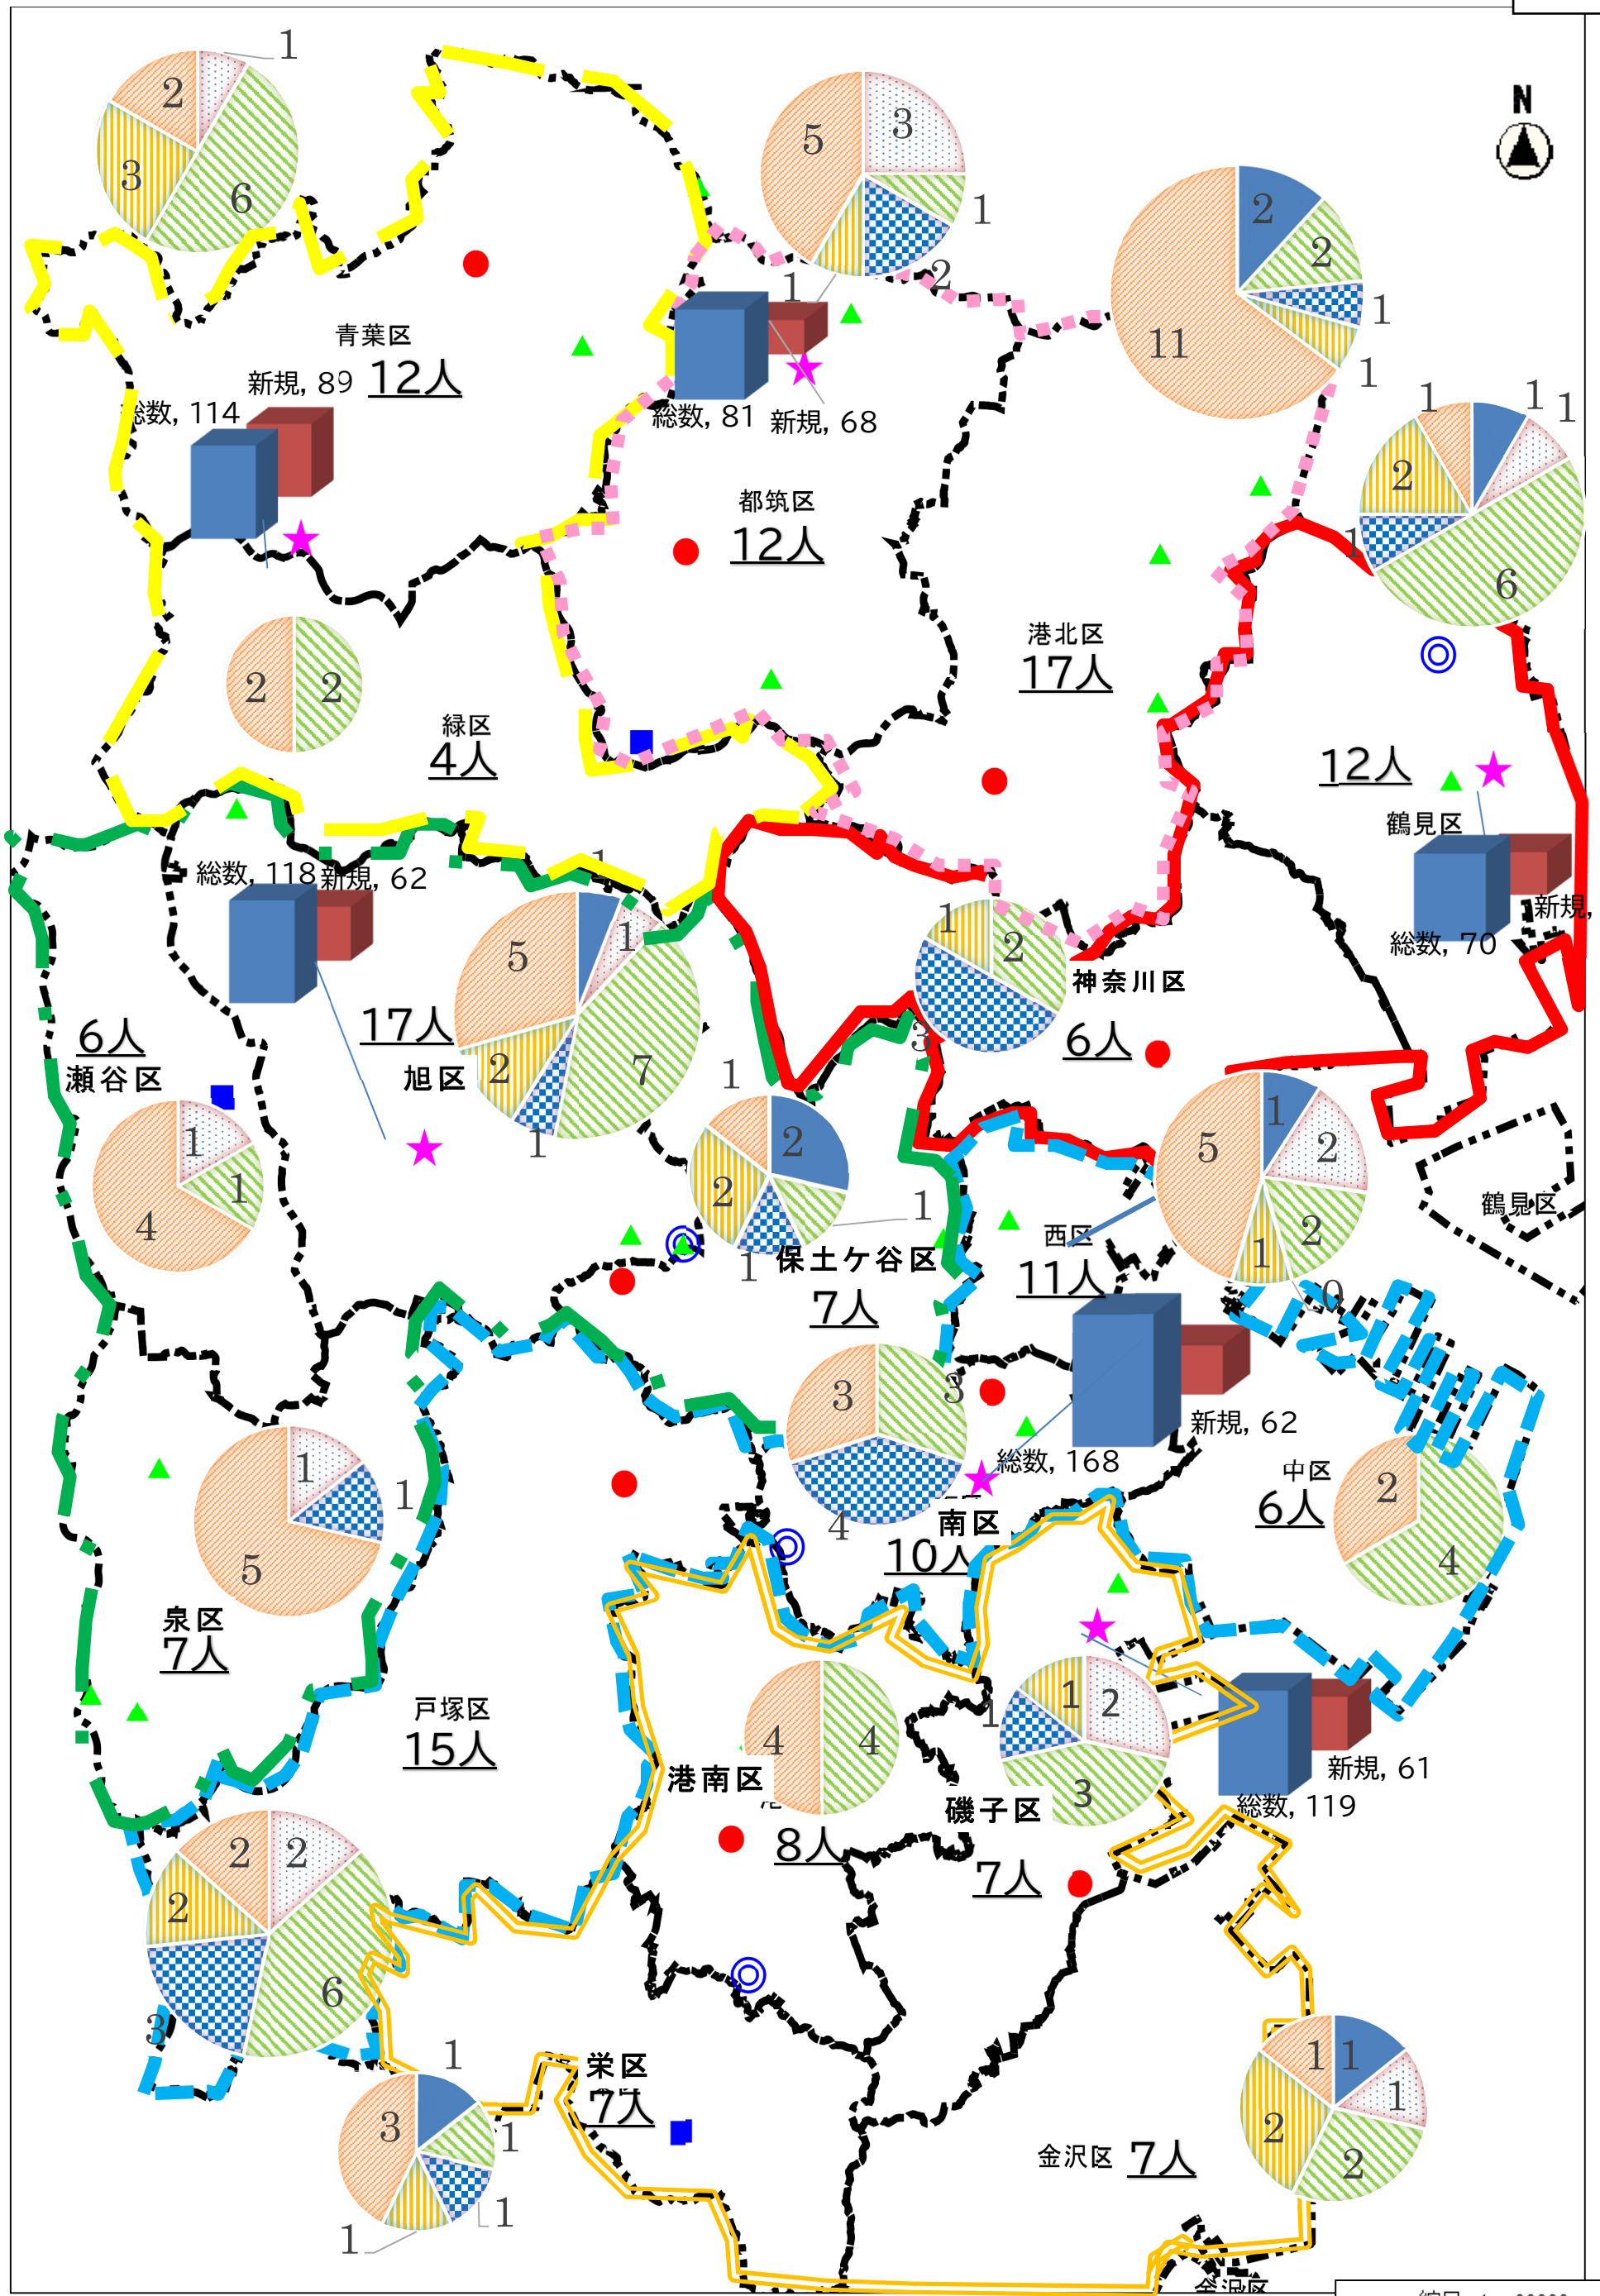 N
1
2
3
6
5
3
1
2
1
2
2
1
1
11
青葉区
12人
新規, 89
総数, 114
総数, 81
新規, 68
都筑区
12人
1
1
1
2
1
6
港北区
17人
2
2
緑区
4人
12人
鶴見区
新規,
総数, 70
総数, 118
新規, 62
1
5
1
2
7
1
17人
旭区
6人
瀬谷区
1
1
4
1
2
3
神奈川区
6人
1
2
2
1
1
保土ケ谷区
7人
5
1
2
2
1
0
西区
11人
鶴見区
新規, 62
総数, 168
3
3
4
南区
10人
中区
6人
2
4
1
1
5
泉区
7人
戸塚区
15人
4
4
港南区
8人
1
2
1
3
磯子区
7人
新規, 61
総数, 119
2
2
2
6
3
1
3
1
1
1
栄区
7人
金沢区
7人
1
1
1
2
2
金沢区